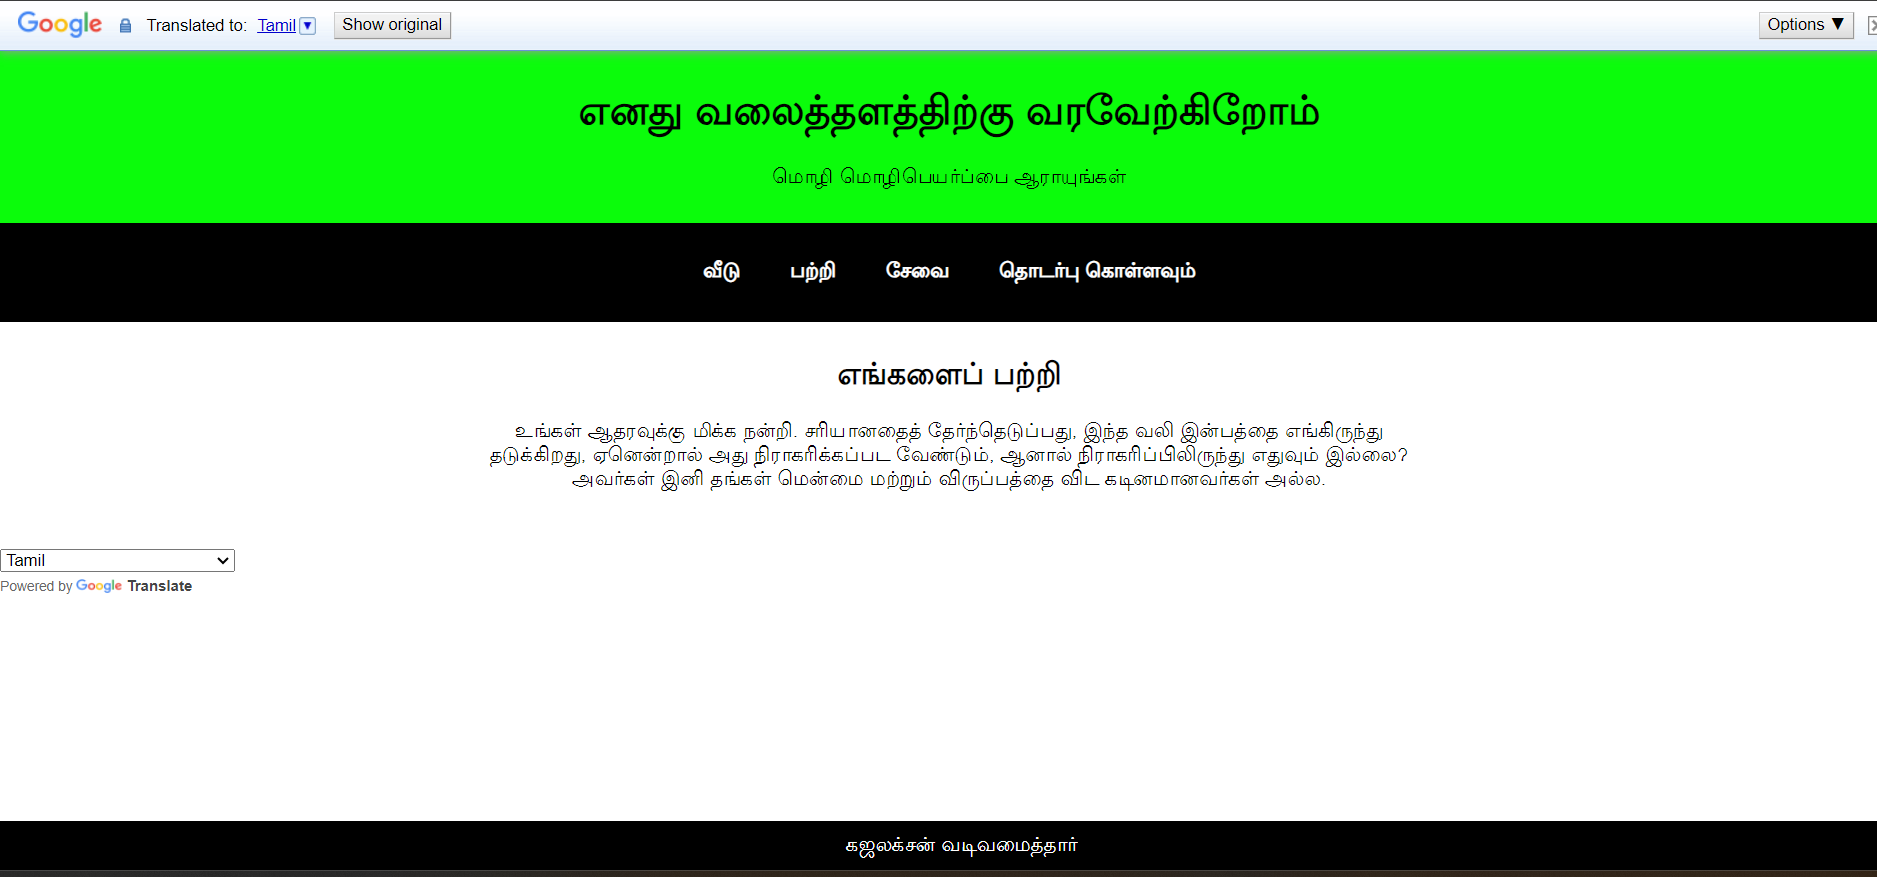 Google Translated to: Tamil ▼ Show original Options ▼
எனது வலைத்தளத்திற்கு வரவேற்கிறோம்
மொழி மொழிபெயர்ப்பை ஆராயுங்கள்
வீடு பற்றி சேவை தொடர்பு கொள்ளவும்
எங்களைப் பற்றி
உங்கள் ஆதரவுக்கு மிக்க நன்றி. சரியானதைத் தேர்ந்தெடுப்பது, இந்த வலி இன்பத்தை எங்கிருந்து
தடுக்கிறது, ஏனென்றால் அது நிராகரிக்கப்பட வேண்டும், ஆனால் நிராகரிப்பிலிருந்து எதுவும் இல்லை?
அவர்கள் இனி தங்கள் மென்மை மற்றும் விருப்பத்தை விட கடினமானவர்கள் அல்ல.
Tamil
Powered by Google Translate
கஜலக்சன் வடிவமைத்தார்